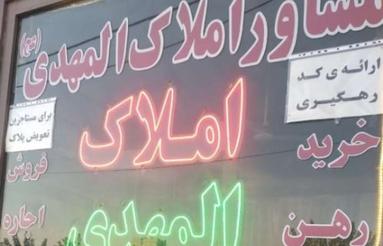 مشاور املاک المهدی (عج)
ارائه ی کد
رهگیری
برای مستاجرین
تعویض پلاک
املاک
خرید
فروش
المهدی
رهن
اجاره